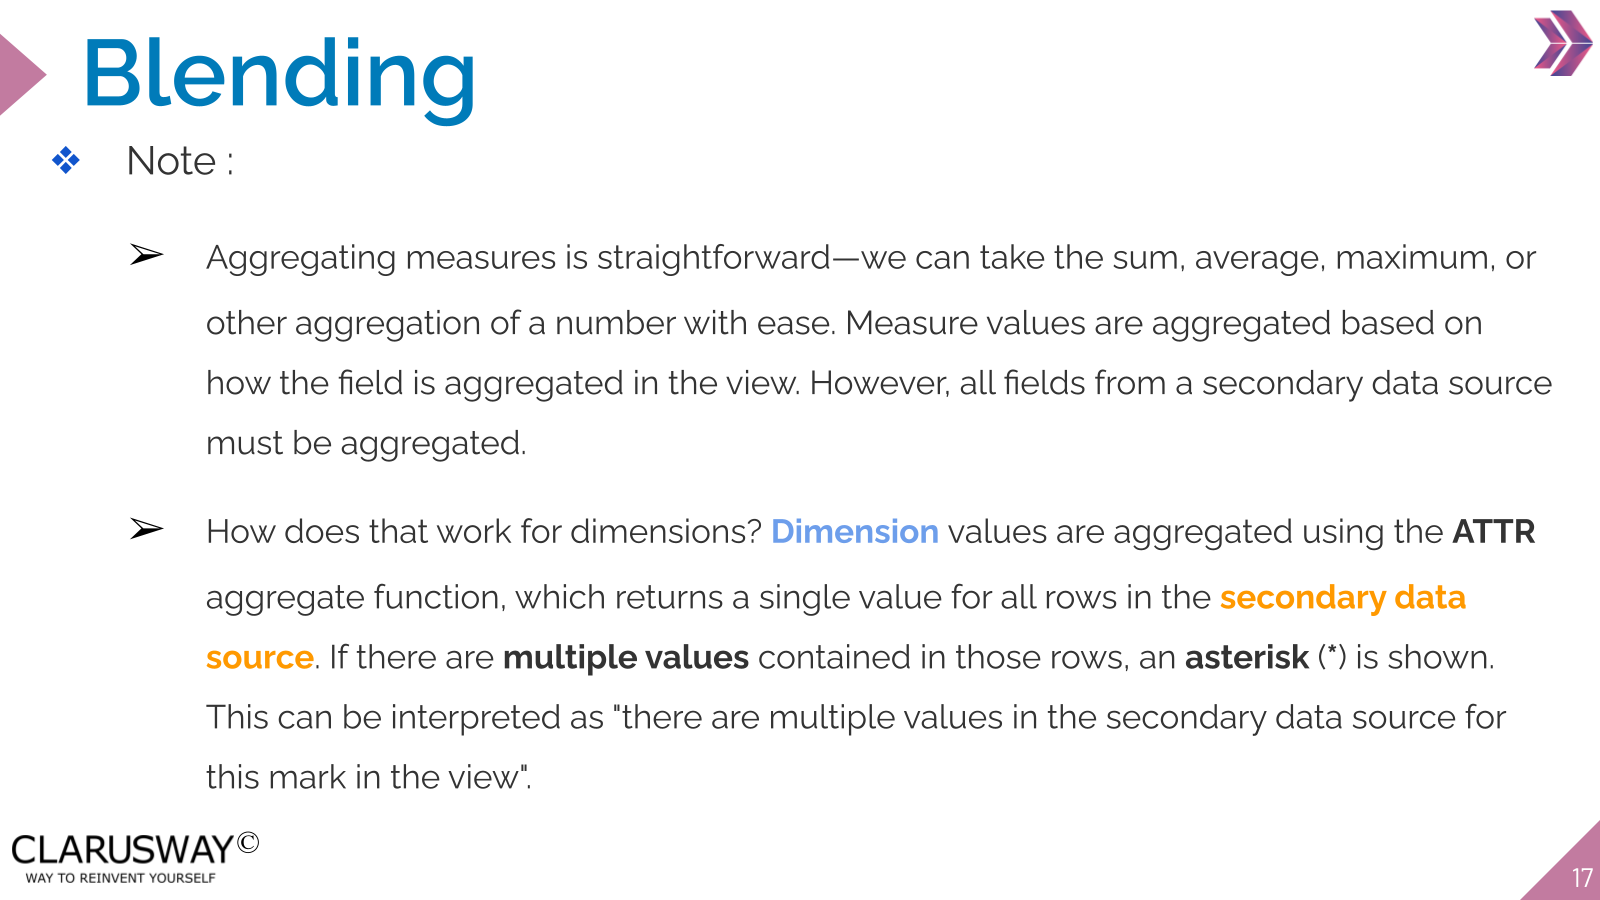 Blending
❖ Note :
➢ Aggregating measures is straightforward—we can take the sum, average, maximum, or
other aggregation of a number with ease. Measure values are aggregated based on
how the field is aggregated in the view. However, all fields from a secondary data source
must be aggregated.
➢ How does that work for dimensions? Dimension values are aggregated using the ATTR
aggregate function, which returns a single value for all rows in the secondary data
source. If there are multiple values contained in those rows, an asterisk (*) is shown.
This can be interpreted as "there are multiple values in the secondary data source for
this mark in the view".
CLARUSWAY©
WAY TO REINVENT YOURSELF
17